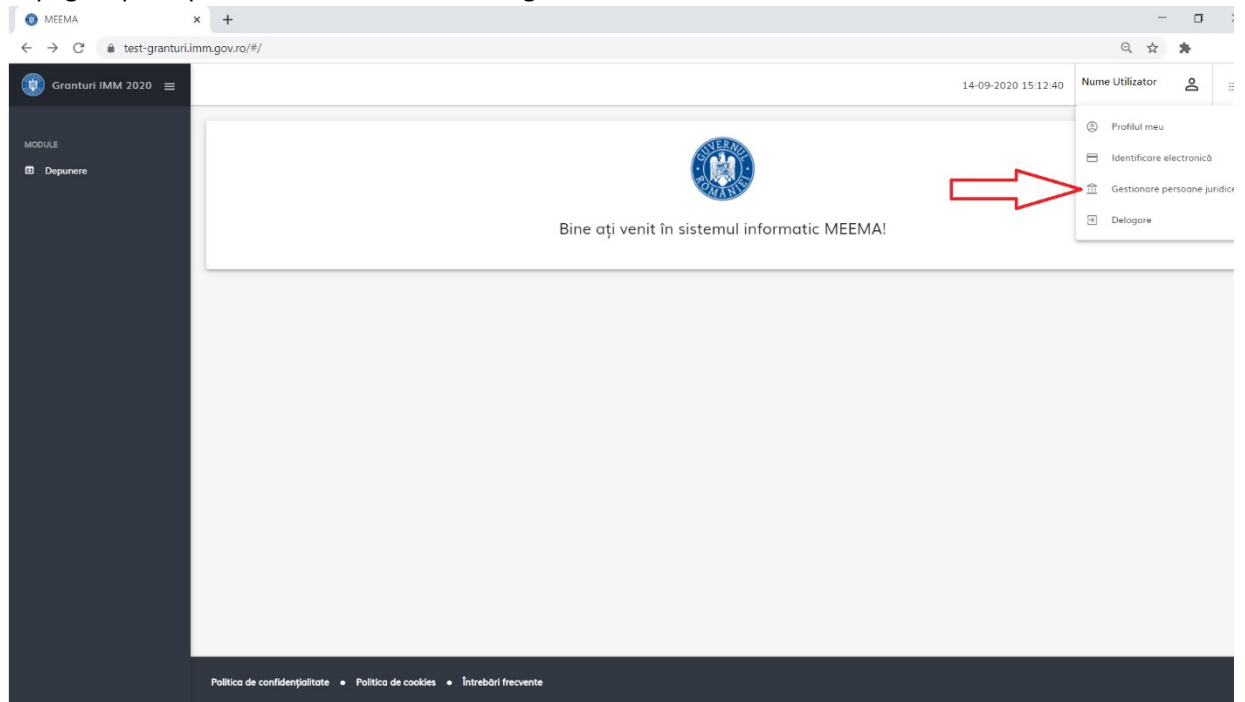 MEEMA
test-granturi.imm.gov.ro/#/
Granturi IMM 2020
14-09-2020 15:12:40
Nume Utilizator
Profilul meu
MODULE
Identificare electronică
Depunere
Gestionare persoane juridice
Delogare
GUVERNUL ROMÂNIEI
Bine ați venit în sistemul informatic MEEMA!
Politica de confidențialitate • Politica de cookies • Întrebări frecvente